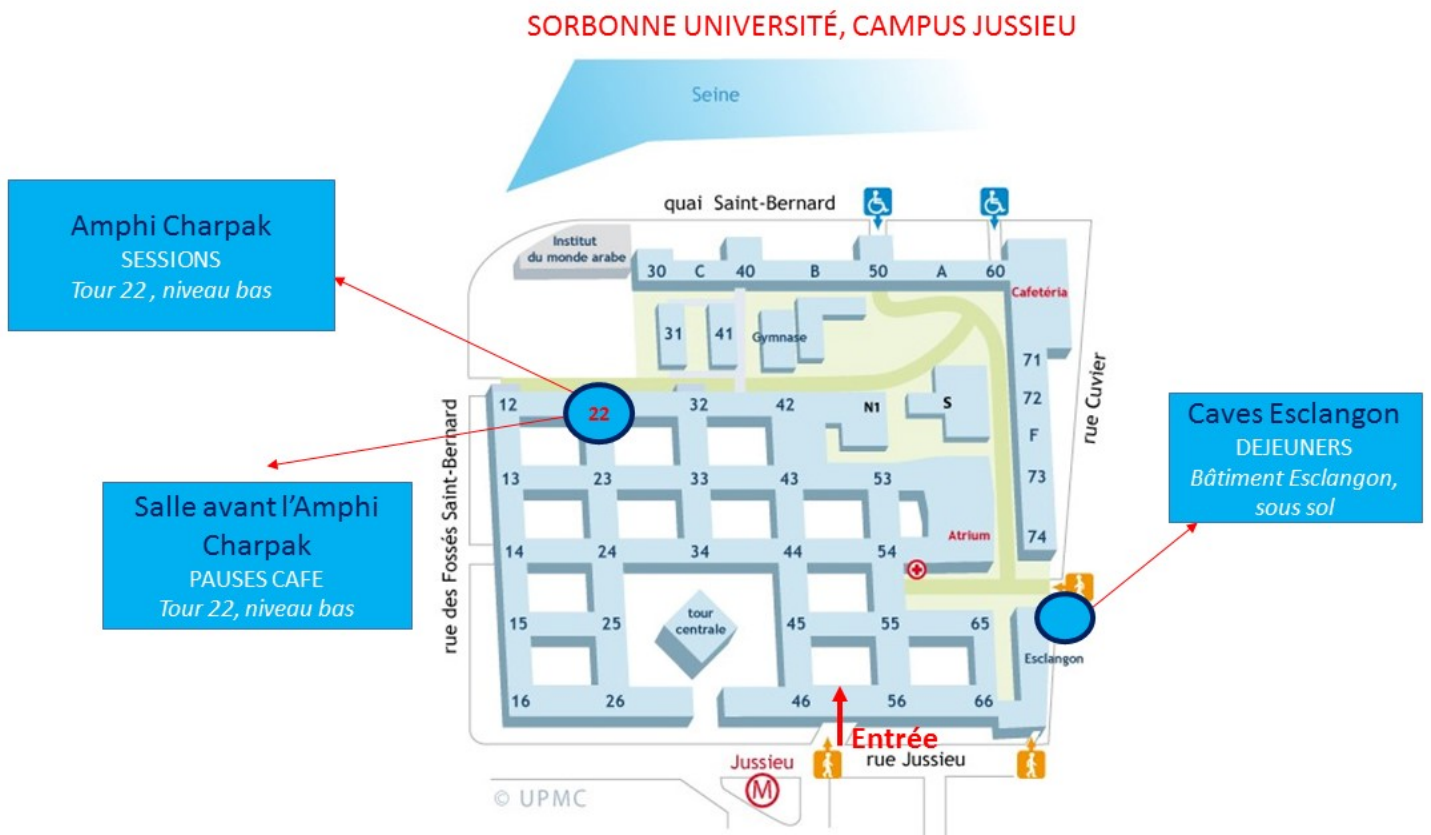 SORBONNE UNIVERSITÉ, CAMPUS JUSSIEU
Seine
Amphi Charpak
SESSIONS
Tour 22 , niveau bas
quai Saint-Bernard
Institut
du monde arabe
30 C 40 B 50 A 60
Cafetéria
31 41 Gymnase
71
72
F
73
74
rue Cuvier
12 22 32 42 N1 S
13 23 33 43 53
Atrium
14 24 34 44 54
rue des Fossés Saint-Bernard
tour
centrale
15 25 45 55 65
Esclangon
16 26 46 56 66
Salle avant l’Amphi
Charpak
PAUSES CAFE
Tour 22, niveau bas
Caves Esclangon
DEJEUNERS
Bâtiment Esclangon,
sous sol
Entrée
Jussieu
M
rue Jussieu
© UPMC